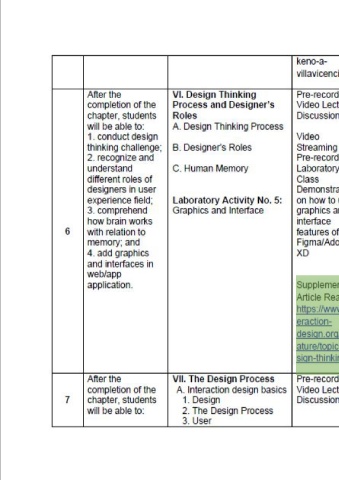 keno-a-
villavicenci
6
After the
completion of the
chapter, students
will be able to:
1. conduct design
thinking challenge;
2. recognize and
understand
different roles of
designers in user
experience field;
3. comprehend
how brain works
with relation to
memory; and
4. add graphics
and interfaces in
web/app
application.
VI. Design Thinking
Process and Designer's
Roles
A. Design Thinking Process
B. Designer's Roles
C. Human Memory
Laboratory Activity No. 5:
Graphics and Interface
Pre-record
Video Lect
Discussion
Video
Streaming
Pre-record
Laboratory
Class
Demonstra
on how to
graphics a
interface
features of
Figma/Ado
XD
Supplemen
Article Rea
https://www
eraction-
design.org
ature/topic
sign-thinkin
7
After the
completion of the
chapter, students
will be able to:
VII. The Design Process
A. Interaction design basics
1. Design
2. The Design Process
3. User
Pre-record
Video Lect
Discussion